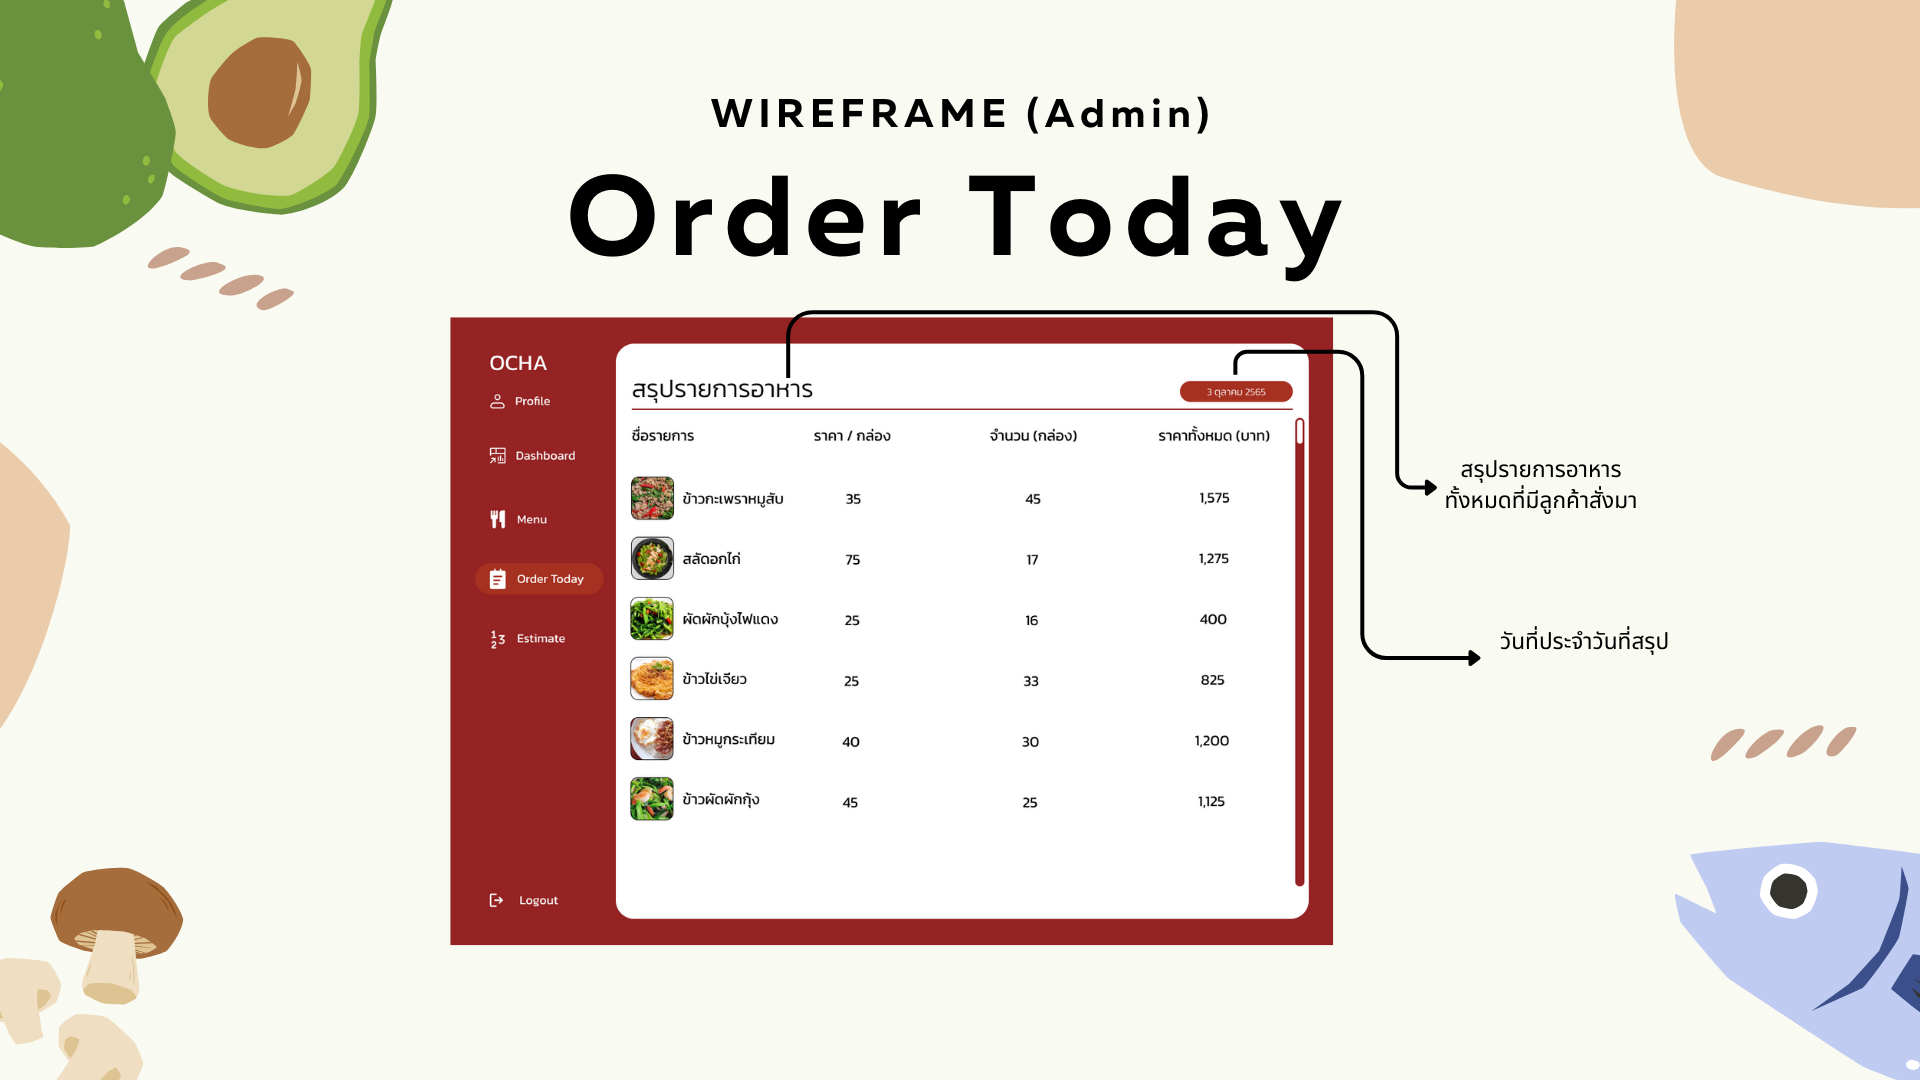 WIREFRAME (Admin)
Order Today
OCHA
Profile
Dashboard
Menu
Order Today
Estimate
Logout
สรุปรายการอาหาร
3 ตุลาคม 2565
ชื่อรายการ ราคา / กล่อง จำนวน (กล่อง) ราคาทั้งหมด (บาท)
ข้าวกะเพราหมูสับ 35 45 1,575
สลัดอกไก่ 75 17 1,275
ผัดผักบุ้งไฟแดง 25 16 400
ข้าวไข่เจียว 25 33 825
ข้าวหมูกระเทียม 40 30 1,200
ข้าวผัดผักกุ้ง 45 25 1,125
สรุปรายการอาหาร
ทั้งหมดที่มีลูกค้าสั่งมา
วันที่ประจำวันที่สรุป